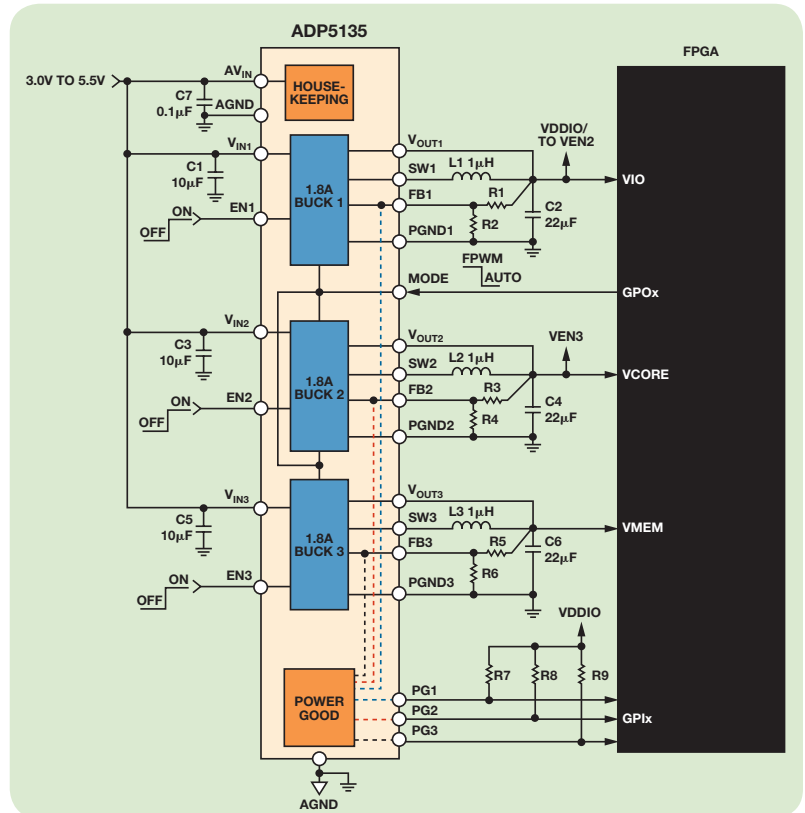 ADP5135
FPGA
3.0V TO 5.5V
AVIN
C7
0.1µF
AGND
HOUSE-
KEEPING
VIN1
C1
10µF
ON
OFF
EN1
1.8A
BUCK 1
VOUT1
SW1
FB1
PGND1
L1 1µH
R1
R2
VDDIO/
TO VEN2
C2
22µF
VIO
MODE
FPWM
AUTO
GPOx
VIN2
C3
10µF
ON
OFF
EN2
1.8A
BUCK 2
VOUT2
SW2
FB2
PGND2
L2 1µH
R3
R4
VEN3
C4
22µF
VCORE
VIN3
C5
10µF
ON
OFF
EN3
1.8A
BUCK 3
VOUT3
SW3
FB3
PGND3
L3 1µH
R5
R6
C6
22µF
VMEM
VDDIO
R7
R8
R9
POWER
GOOD
PG1
PG2
PG3
GPIx
AGND